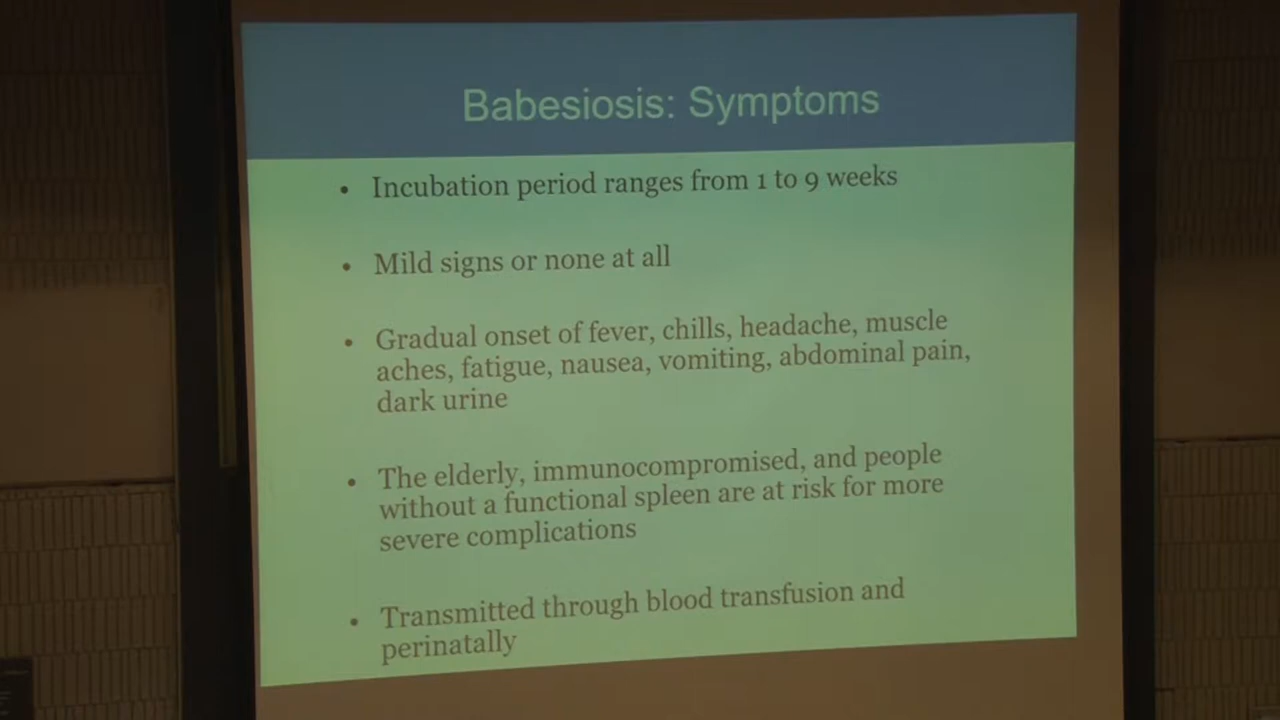 Babesiosis: Symptoms
• Incubation period ranges from 1 to 9 weeks
• Mild signs or none at all
• Gradual onset of fever, chills, headache, muscle
aches, fatigue, nausea, vomiting, abdominal pain,
dark urine
• The elderly, immunocompromised, and people
without a functional spleen are at risk for more
severe complications
• Transmitted through blood transfusion and
perinatally